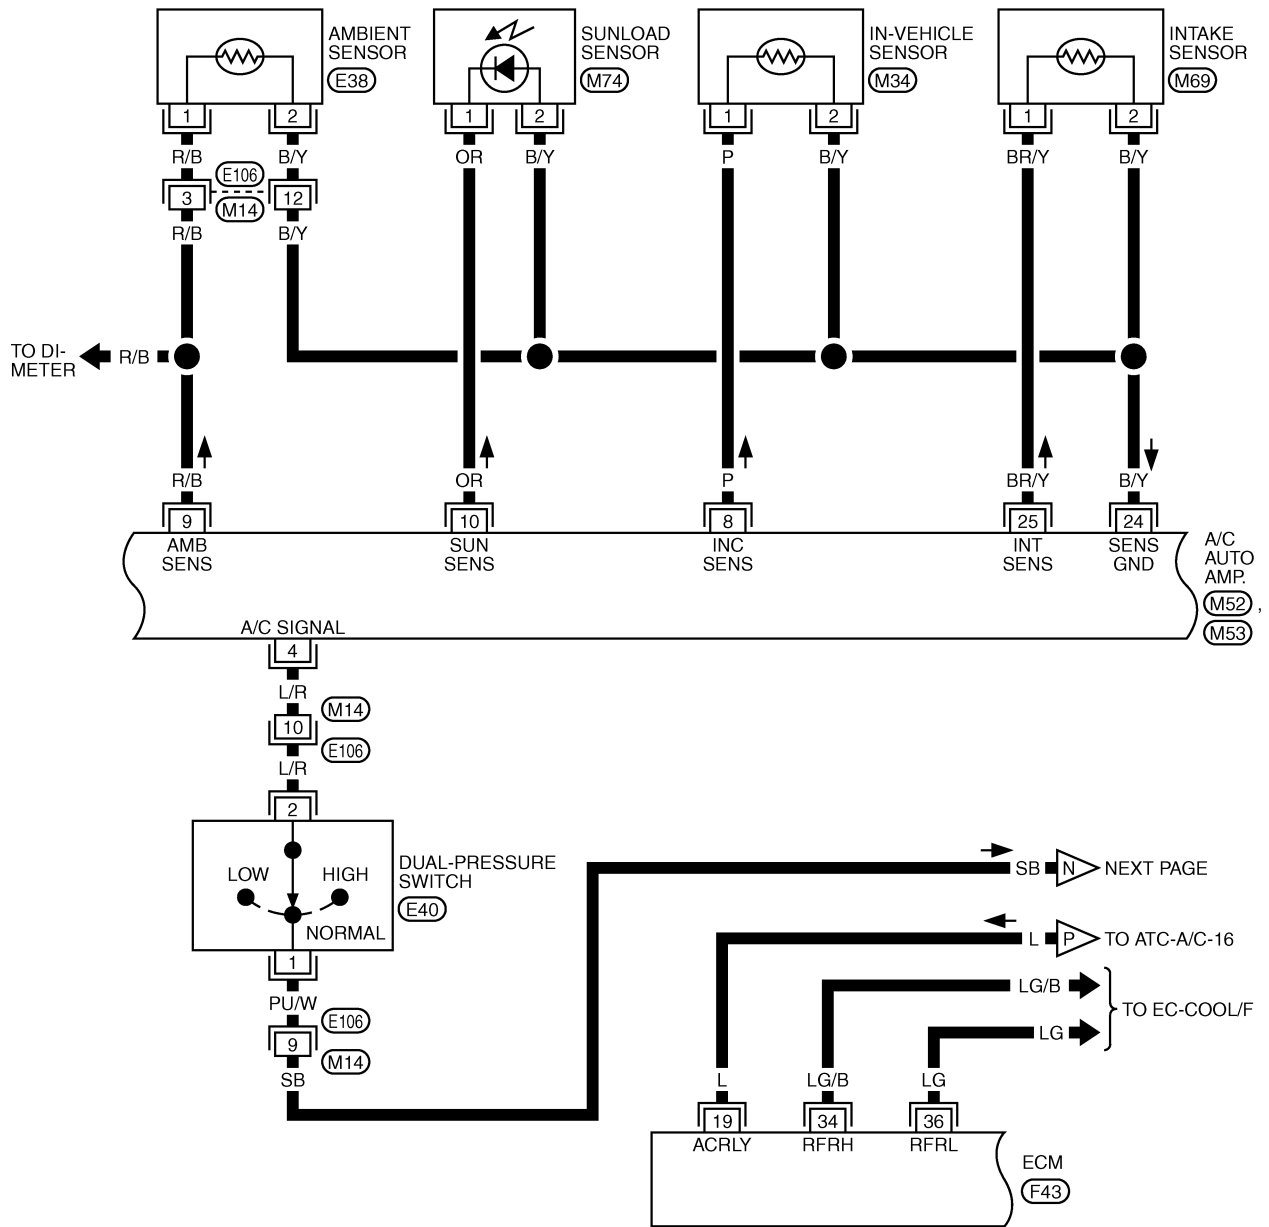 AMBIENT
SENSOR
E38
SUNLOAD
SENSOR
M74
IN-VEHICLE
SENSOR
M34
INTAKE
SENSOR
M69
1
2
1
2
1
2
1
2
R/B
B/Y
OR
B/Y
P
B/Y
BR/Y
B/Y
E106
3
12
M14
R/B
B/Y
TO DI-
METER
R/B
R/B
OR
P
BR/Y
B/Y
9
10
8
25
24
AMB
SENS
SUN
SENS
INC
SENS
INT
SENS
SENS
GND
A/C
AUTO
AMP.
M52 ,
M53
A/C SIGNAL
4
L/R
M14
10
E106
L/R
2
LOW
HIGH
NORMAL
DUAL-PRESSURE
SWITCH
E40
1
PU/W
E106
9
M14
SB
SB
N
NEXT PAGE
L
P
TO ATC-A/C-16
LG/B
LG
TO EC-COOL/F
L
LG/B
LG
19
34
36
ACRLY
RFRH
RFRL
ECM
F43